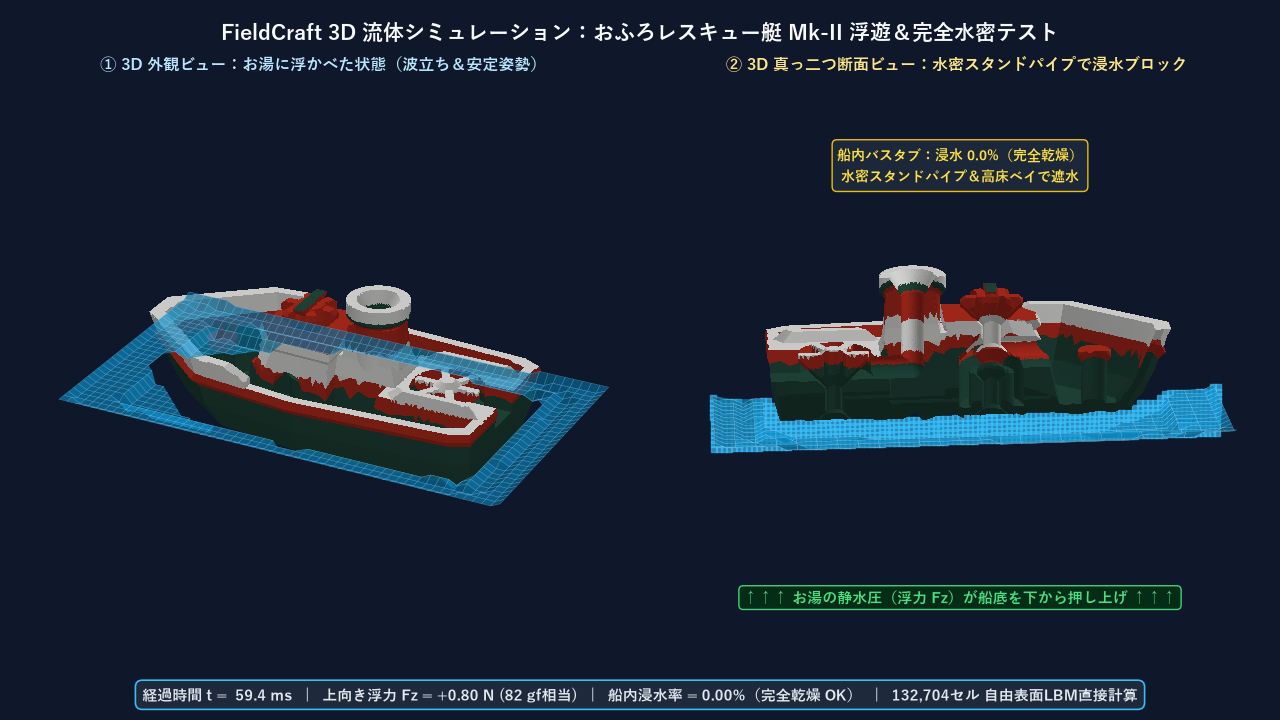 FieldCraft 3D 流体シミュレーション：おふろレスキュー艇 Mk-II 浮遊＆完全水密テスト
① 3D 外観ビュー：お湯に浮かべた状態（波立ち＆安定姿勢）
② 3D 真っ二つ断面ビュー：水密スタンドパイプで浸水ブロック
船内バスタブ：浸水 0.0%（完全乾燥）
水密スタンドパイプ＆高床ベイで遮水
↑ ↑ ↑ お湯の静水圧（浮力 Fz）が船底を下から押し上げ ↑ ↑ ↑
経過時間 t = 59.4 ms ｜ 上向き浮力 Fz = +0.80 N (82 gf相当) ｜ 船内浸水率 = 0.00%（完全乾燥 OK） ｜ 132,704セル 自由表面LBM直接計算